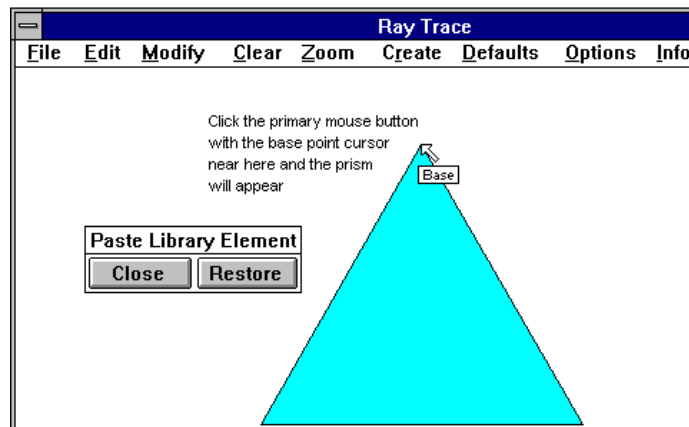 Ray Trace
File Edit Modify Clear Zoom Create Defaults Options Info
Click the primary mouse button
with the base point cursor
near here and the prism
will appear
Base
Paste Library Element
Close Restore